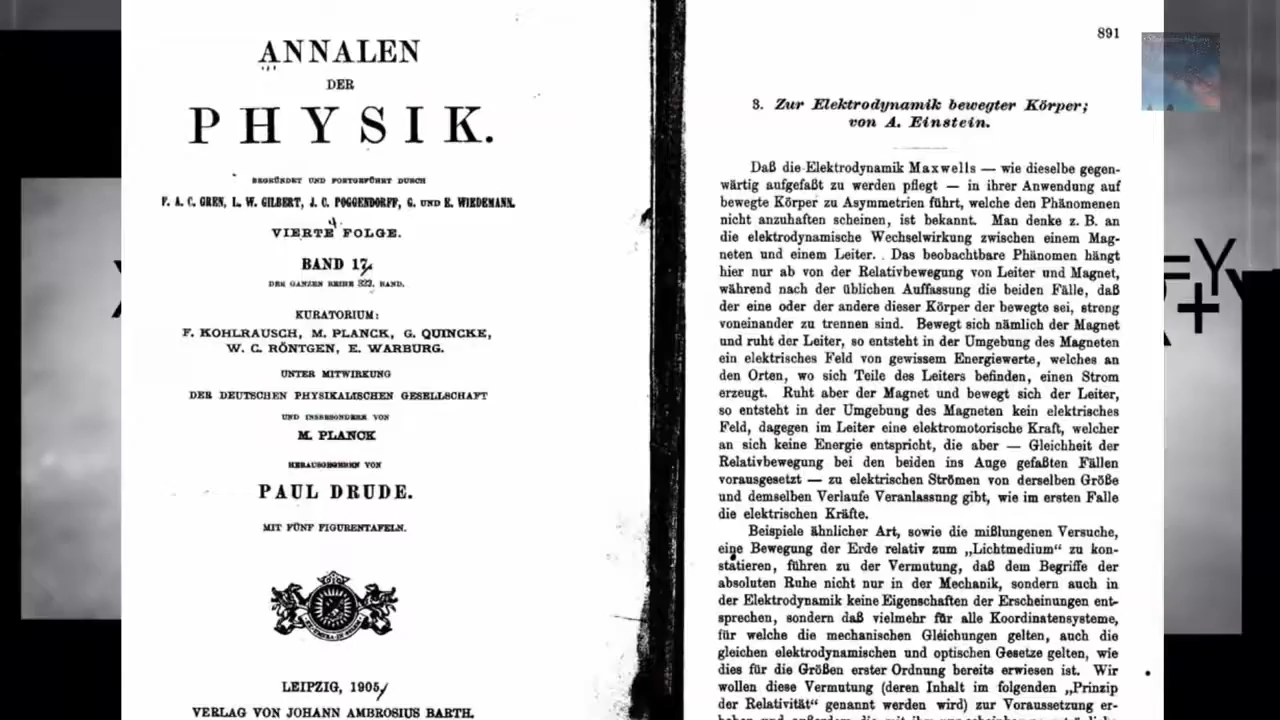 ANNALEN
DER
PHYSIK.
BEGRÜNDET UND FORTGEFÜHRT DURCH
F. A. C. GREN, L. W. GILBERT, J. C. POGGENDORFF, G. UND E. WIEDEMANN.
VIERTE FOLGE.
BAND 17.
DER GANZEN REIHE 322. BAND.
KURATORIUM:
F. KOHLRAUSCH, M. PLANCK, G. QUINCKE,
W. C. RÖNTGEN, E. WARBURG.
UNTER MITWIRKUNG
DER DEUTSCHEN PHYSIKALISCHEN GESELLSCHAFT
UND INSBESONDERE VON
M. PLANCK
HERAUSGEGEBEN VON
PAUL DRUDE.
MIT FÜNF FIGURENTAFELN.
LEIPZIG, 1905
VERLAG VON JOHANN AMBROSIUS BARTH.
891
3. Zur Elektrodynamik bewegter Körper;
von A. Einstein.
Daß die Elektrodynamik Maxwells — wie dieselbe gegen-
wärtig aufgefaßt zu werden pflegt — in ihrer Anwendung auf
bewegte Körper zu Asymmetrien führt, welche den Phänomenen
nicht anzuhaften scheinen, ist bekannt. Man denke z. B. an
die elektrodynamische Wechselwirkung zwischen einem Mag-
neten und einem Leiter. Das beobachtbare Phänomen hängt
hier nur ab von der Relativbewegung von Leiter und Magnet,
während nach der üblichen Auffassung die beiden Fälle, daß
der eine oder der andere dieser Körper der bewegte sei, streng
voneinander zu trennen sind. Bewegt sich nämlich der Magnet
und ruht der Leiter, so entsteht in der Umgebung des Magneten
ein elektrisches Feld von gewissem Energiewerte, welches an
den Orten, wo sich Teile des Leiters befinden, einen Strom
erzeugt. Ruht aber der Magnet und bewegt sich der Leiter,
so entsteht in der Umgebung des Magneten kein elektrisches
Feld, dagegen im Leiter eine elektromotorische Kraft, welcher
an sich keine Energie entspricht, die aber — Gleichheit der
Relativbewegung bei den beiden ins Auge gefaßten Fällen
vorausgesetzt — zu elektrischen Strömen von derselben Größe
und demselben Verlaufe Veranlassung gibt, wie im ersten Falle
die elektrischen Kräfte.
Beispiele ähnlicher Art, sowie die mißlungenen Versuche,
eine Bewegung der Erde relativ zum „Lichtmedium“ zu kon-
statieren, führen zu der Vermutung, daß dem Begriffe der
absoluten Ruhe nicht nur in der Mechanik, sondern auch in
der Elektrodynamik keine Eigenschaften der Erscheinungen ent-
sprechen, sondern daß vielmehr für alle Koordinatensysteme,
für welche die mechanischen Gleichungen gelten, auch die
gleichen elektrodynamischen und optischen Gesetze gelten, wie
dies für die Größen erster Ordnung bereits erwiesen ist. Wir
wollen diese Vermutung (deren Inhalt im folgenden „Prinzip
der Relativität“ genannt werden wird) zur Voraussetzung er-
=Y
+